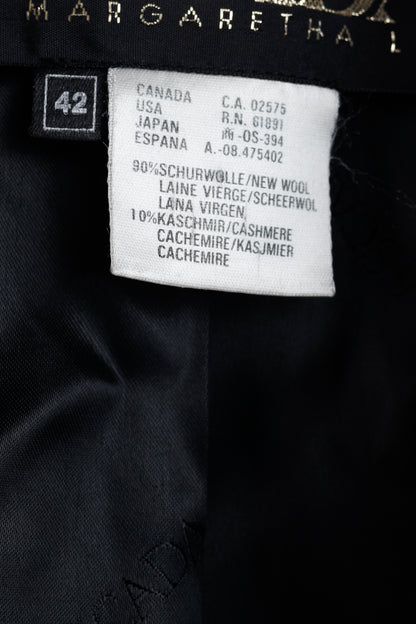 MARGARETHA L
42
CANADA C.A. 02575
USA R.N. 61891
JAPAN OS-394
ESPANA A.-08.475402
90%SCHURWOLLE/NEW WOOL
LAINE VIERGE/SCHEERWOL
LANA VIRGEN
10%KASCHMIR/CASHMERE
CACHEMIRE/KASJMIER
CACHEMIRE
CADA